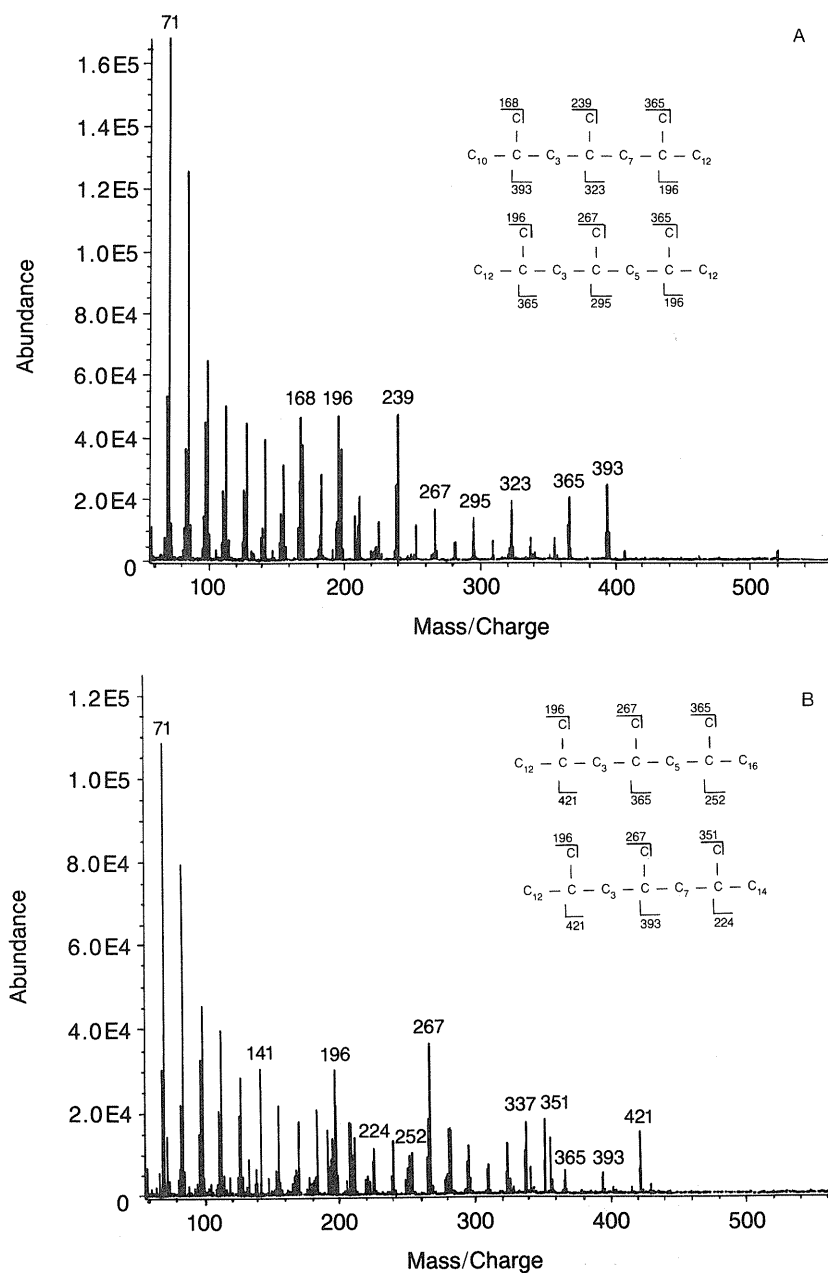 A
71
1.6E5
1.4E5
1.2E5
1.0E5
8.0E4
6.0E4
4.0E4
2.0E4
0
Abundance
168 196 239 267 295 323 365 393
168 239 365
C C C
C10 — C — C3 — C — C7 — C — C12
393 323 196
196 267 365
C C C
C12 — C — C3 — C — C5 — C — C12
365 295 196
100 200 300 400 500
Mass/Charge
B
71
1.2E5
1.0E5
8.0E4
6.0E4
4.0E4
2.0E4
0
Abundance
141 196 224 252 267 337 351 365 393 421
196 267 365
C C C
C12 — C — C3 — C — C5 — C — C16
421 365 252
196 267 351
C C C
C12 — C — C3 — C — C7 — C — C14
421 393 224
100 200 300 400 500
Mass/Charge